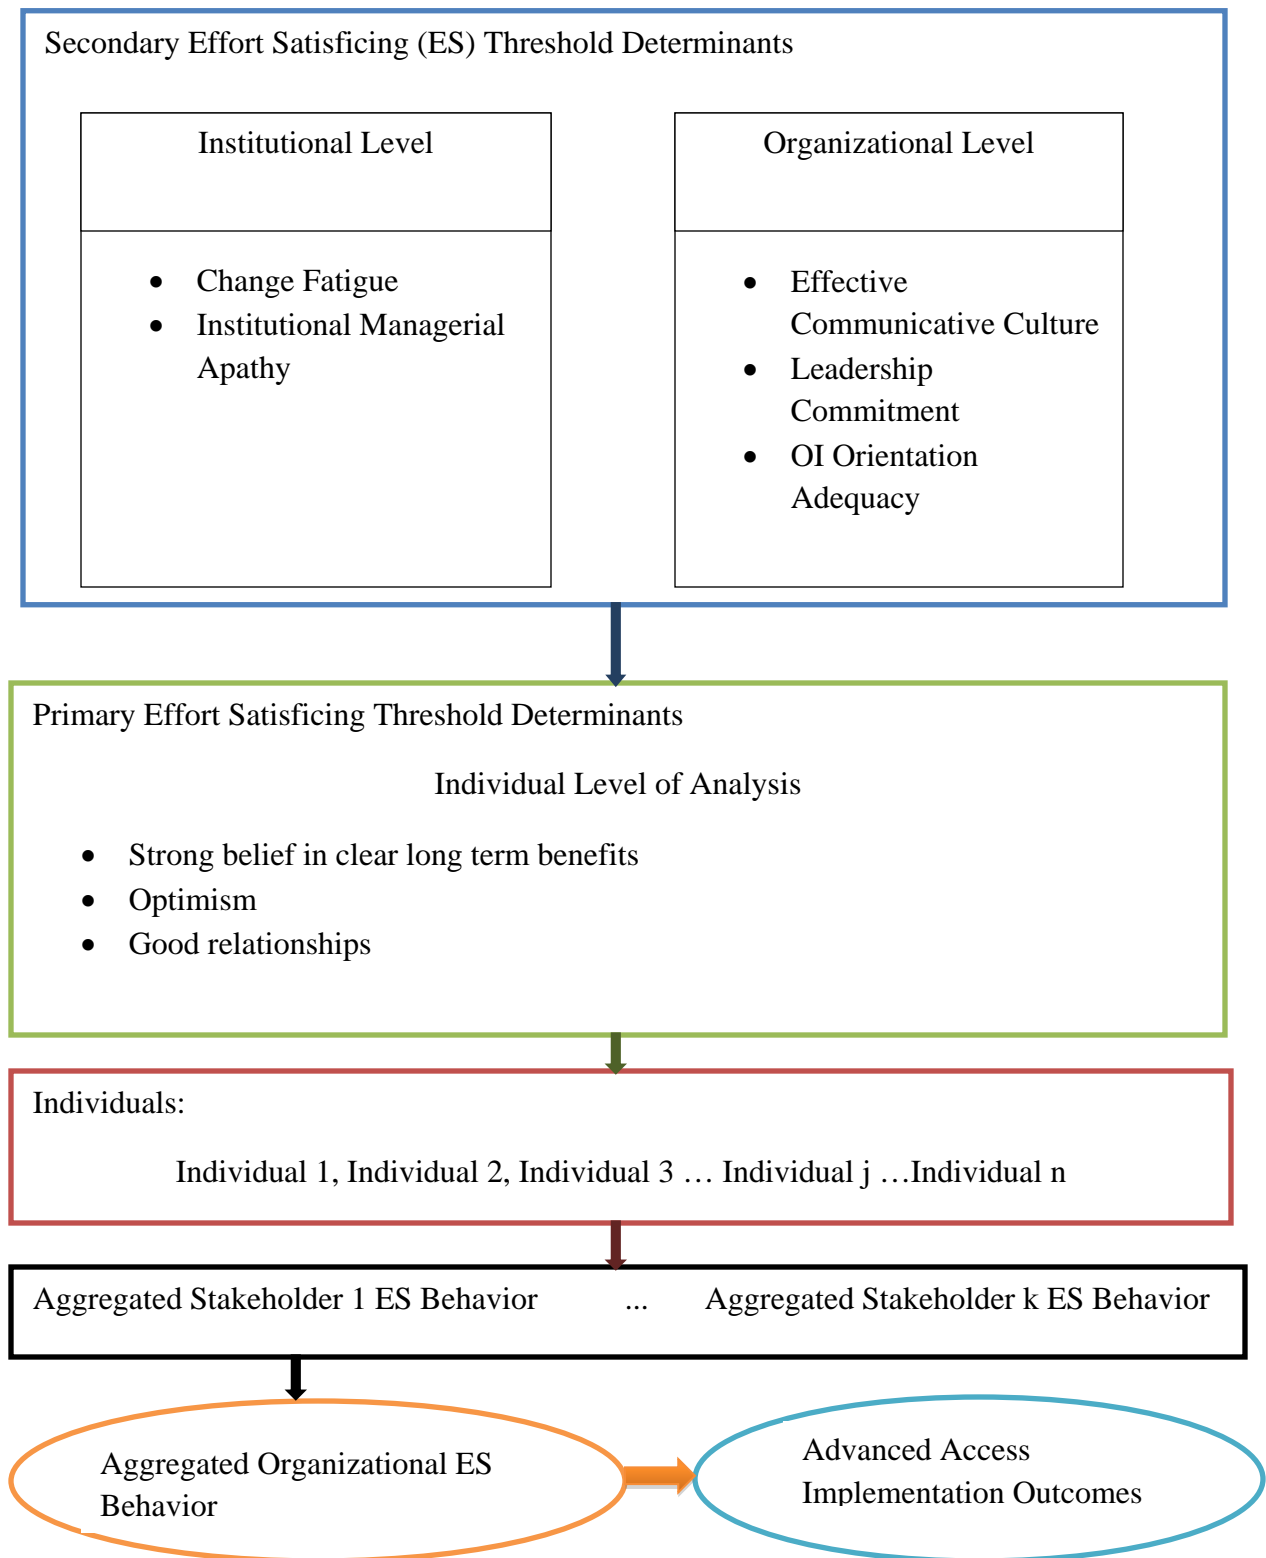 Secondary Effort Satisficing (ES) Threshold Determinants
Institutional Level
• Change Fatigue
• Institutional Managerial
Apathy
Organizational Level
• Effective
Communicative Culture
• Leadership
Commitment
• OI Orientation
Adequacy
Primary Effort Satisficing Threshold Determinants
Individual Level of Analysis
• Strong belief in clear long term benefits
• Optimism
• Good relationships
Individuals:
Individual 1, Individual 2, Individual 3 … Individual j …Individual n
Aggregated Stakeholder 1 ES Behavior ... Aggregated Stakeholder k ES Behavior
Aggregated Organizational ES
Behavior
Advanced Access
Implementation Outcomes